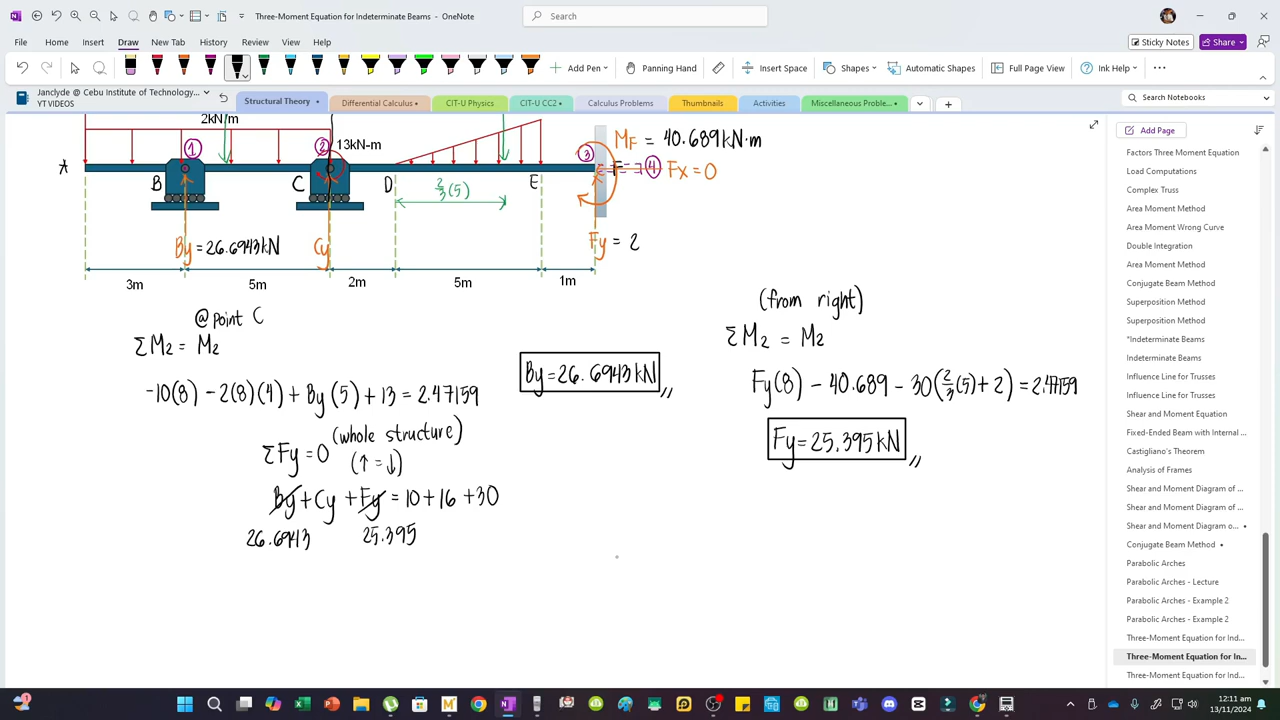 Three-Moment Equation for Indeterminate Beams - OneNote
Search
File Home Insert Draw New Tab History Review View Help
Sticky Notes
Share
Add Pen
Panning Hand
Insert Space
Shapes
Automatic Shapes
Full Page View
Ink Help
Janclyde @ Cebu Institute of Technology...
YT VIDEOS
Structural Theory
Differential Calculus
CIT-U Physics
CIT-U CC2
Calculus Problems
Thumbnails
Activities
Miscellaneous Proble...
Search Notebooks
Add Page
Factors Three Moment Equation
Load Computations
Complex Truss
Area Moment Method
Area Moment Wrong Curve
Double Integration
Area Moment Method
Conjugate Beam Method
Superposition Method
Superposition Method
*Indeterminate Beams
Indeterminate Beams
Influence Line for Trusses
Influence Line for Trusses
Shear and Moment Equation
Fixed-Ended Beam with Internal ...
Castigliano's Theorem
Analysis of Frames
Shear and Moment Diagram of ...
Shear and Moment Diagram of ...
Shear and Moment Diagram o...
Conjugate Beam Method
Parabolic Arches
Parabolic Arches - Lecture
Parabolic Arches - Example 2
Parabolic Arches - Example 2
Three-Moment Equation for Ind...
Three-Moment Equation for In...
Three-Moment Equation for Ind...
2kN/m
1 2 13kN-m 3 MF = 40.689kN·m
A F 4 Fx = 0
B C D 2/3(5) E
By = 26.6943kN Cy Fy = 2
3m 5m 2m 5m 1m
@ point C
ΣM2 = M2
-10(8) - 2(8)(4) + By(5) + 13 = 2.47159
ΣFy = 0 (whole structure)
(↑ = ↓)
By + Cy + Fy = 10 + 16 + 30
26.6943 25.395
By = 26.6943 kN
(from right)
ΣM2 = M2
Fy(8) - 40.689 - 30(2/3(5) + 2) = 2.47159
Fy = 25.395 kN
1
12:11 am
13/11/2024